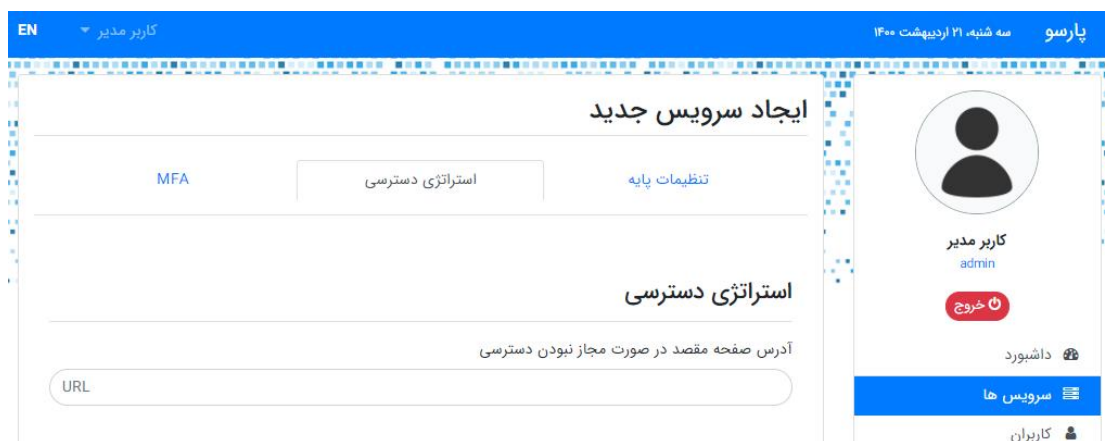 پارسو
سه شنبه، ۲۱ اردیبهشت ۱۴۰۰
کاربر مدیر
EN
کاربر مدیر
admin
خروج
داشبورد
سرویس ها
کاربران
ایجاد سرویس جدید
تنظیمات پایه
استراتژی دسترسی
MFA
استراتژی دسترسی
آدرس صفحه مقصد در صورت مجاز نبودن دسترسی
URL